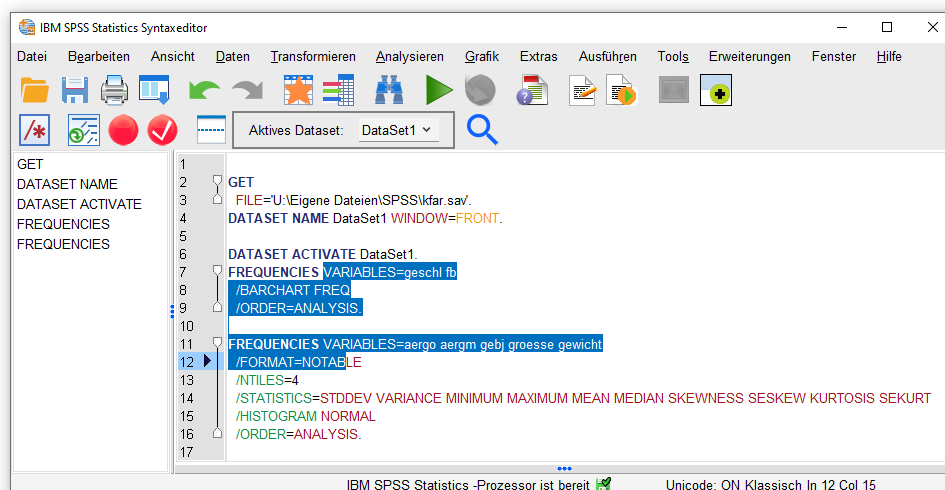 IBM SPSS Statistics Syntaxeditor
Datei Bearbeiten Ansicht Daten Transformieren Analysieren Grafik Extras Ausführen Tools Erweiterungen Fenster Hilfe
Aktives Dataset: DataSet1
GET
DATASET NAME
DATASET ACTIVATE
FREQUENCIES
FREQUENCIES
1
2 GET
3 FILE='U:\Eigene Dateien\SPSS\kfar.sav'.
4 DATASET NAME DataSet1 WINDOW=FRONT.
5
6 DATASET ACTIVATE DataSet1.
7 FREQUENCIES VARIABLES=geschl fb
8 /BARCHART FREQ
9 /ORDER=ANALYSIS.
10
11 FREQUENCIES VARIABLES=aergo aergm gebj groesse gewicht
12 /FORMAT=NOTABLE
13 /NTILES=4
14 /STATISTICS=STDDEV VARIANCE MINIMUM MAXIMUM MEAN MEDIAN SKEWNESS SESKEW KURTOSIS SEKURT
15 /HISTOGRAM NORMAL
16 /ORDER=ANALYSIS.
17
IBM SPSS Statistics -Prozessor ist bereit Unicode: ON Klassisch In 12 Col 15